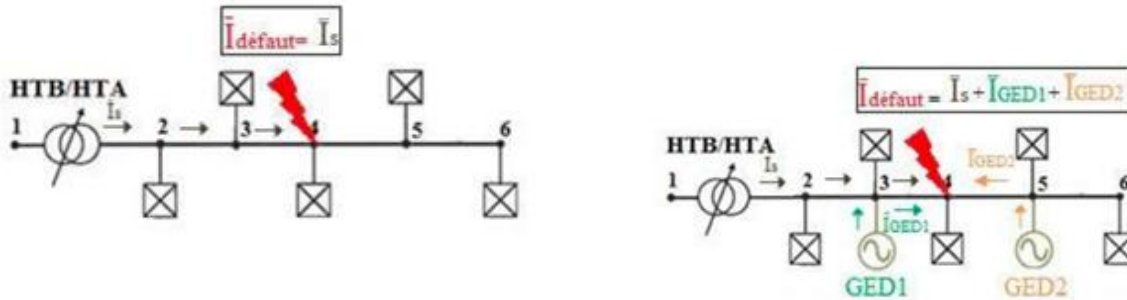 Īdéfaut= Īs
HTB/HTA
Īs
1 2 3 4 5 6
Īdéfaut = Īs + ĪGED1 + ĪGED2
HTB/HTA
Īs
ĪGED2
1 2 3 4 5 6
ĪGED1
GED1 GED2